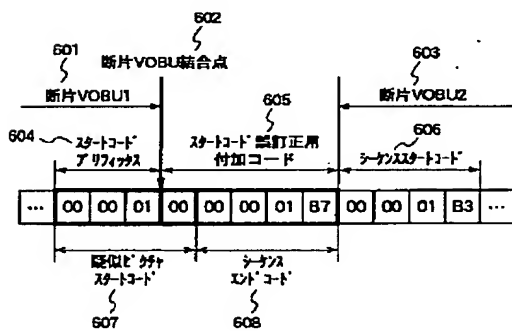 602
601
603
断片VOBU結合点
断片VOBU1
断片VOBU2
605
604
スタートコード
プリフィックス
スタートコード誤訂正用
付加コード
606
シーケンススタートコード
… 00 00 01 00 00 00 01 B7 00 00 01 B3 …
疑似ピクチャ
スタートコード
シーケンス
エンドコード
607
608